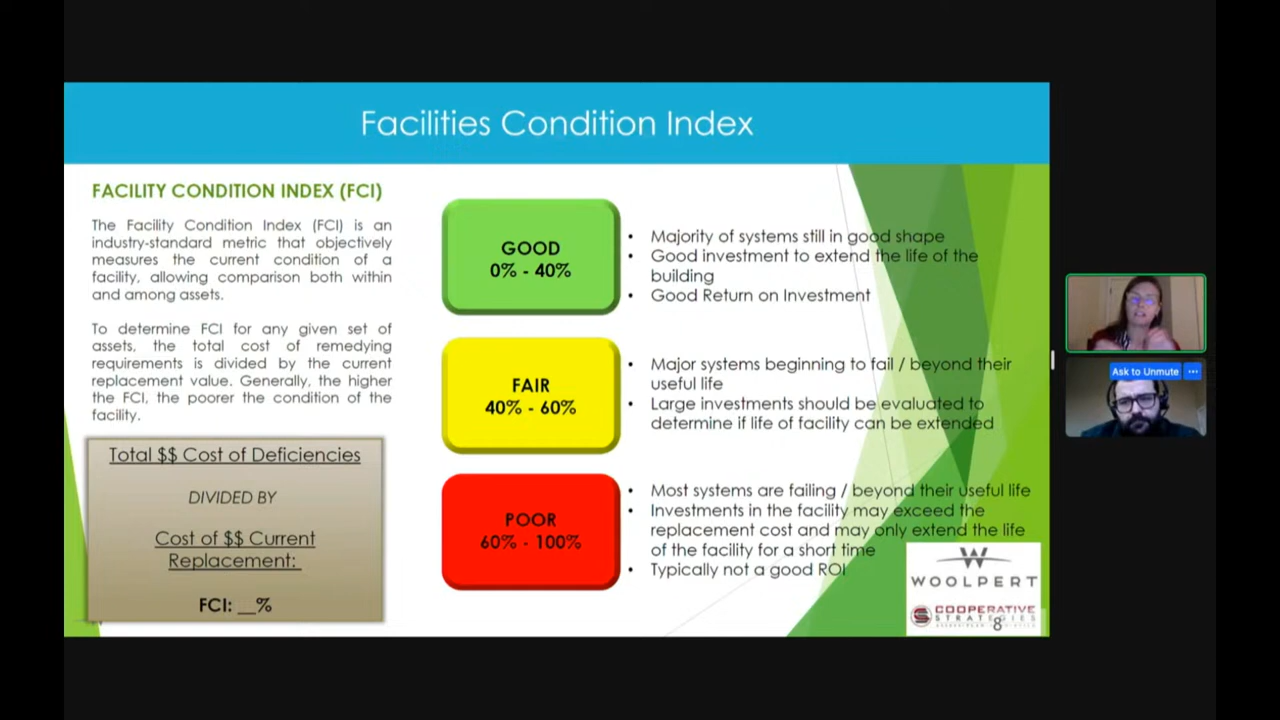 Facilities Condition Index
FACILITY CONDITION INDEX (FCI)
The Facility Condition Index (FCI) is an
industry-standard metric that objectively
measures the current condition of a
facility, allowing comparison both within
and among assets.
To determine FCI for any given set of
assets, the total cost of remedying
requirements is divided by the current
replacement value. Generally, the higher
the FCI, the poorer the condition of the
facility.
Total $$ Cost of Deficiencies
DIVIDED BY
Cost of $$ Current
Replacement:
FCI: __%
GOOD
0% - 40%
• Majority of systems still in good shape
• Good investment to extend the life of the
building
• Good Return on Investment
FAIR
40% - 60%
• Major systems beginning to fail / beyond their
useful life
• Large investments should be evaluated to
determine if life of facility can be extended
POOR
60% - 100%
• Most systems are failing / beyond their useful life
• Investments in the facility may exceed the
replacement cost and may only extend the life
of the facility for a short time
• Typically not a good ROI
WOOLPERT
COOPERATIVE
STRATEGIES
8
Ask to Unmute